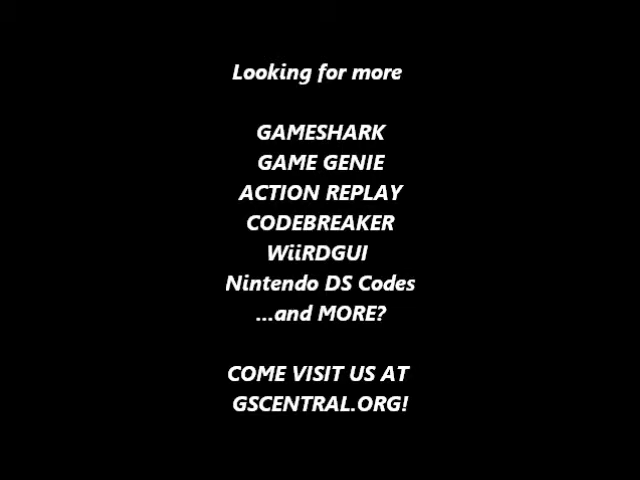 Looking for more
GAMESHARK
GAME GENIE
ACTION REPLAY
CODEBREAKER
WiiRDGUI
Nintendo DS Codes
...and MORE?
COME VISIT US AT
GSCENTRAL.ORG!